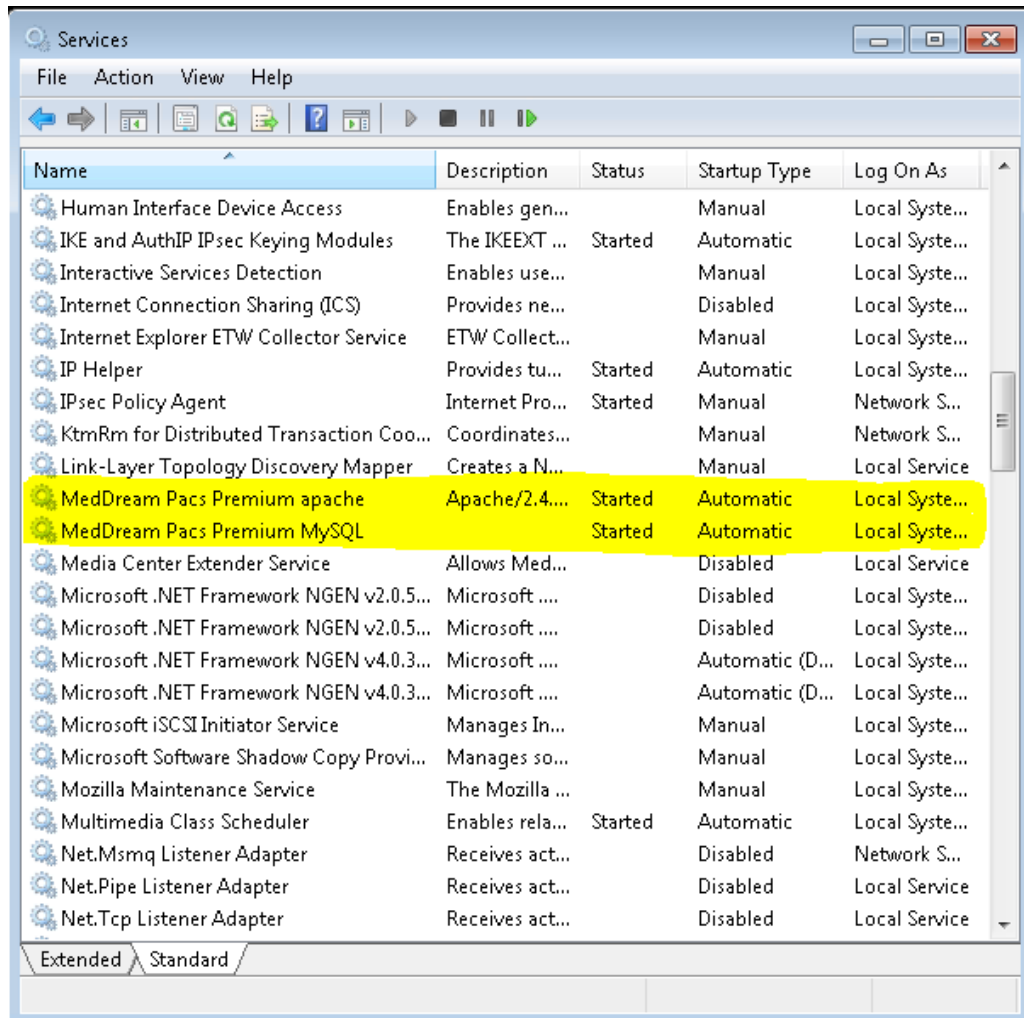 Services
File Action View Help
Name Description Status Startup Type Log On As
Human Interface Device Access Enables gen... Manual Local Syste...
IKE and AuthIP IPsec Keying Modules The IKEEXT ... Started Automatic Local Syste...
Interactive Services Detection Enables use... Manual Local Syste...
Internet Connection Sharing (ICS) Provides ne... Disabled Local Syste...
Internet Explorer ETW Collector Service ETW Collect... Manual Local Syste...
IP Helper Provides tu... Started Automatic Local Syste...
IPsec Policy Agent Internet Pro... Started Manual Network S...
KtmRm for Distributed Transaction Coo... Coordinates... Manual Network S...
Link-Layer Topology Discovery Mapper Creates a N... Manual Local Service
MedDream Pacs Premium apache Apache/2.4.... Started Automatic Local Syste...
MedDream Pacs Premium MySQL Started Automatic Local Syste...
Media Center Extender Service Allows Med... Disabled Local Service
Microsoft .NET Framework NGEN v2.0.5... Microsoft .... Disabled Local Syste...
Microsoft .NET Framework NGEN v2.0.5... Microsoft .... Disabled Local Syste...
Microsoft .NET Framework NGEN v4.0.3... Microsoft .... Automatic (D... Local Syste...
Microsoft .NET Framework NGEN v4.0.3... Microsoft .... Automatic (D... Local Syste...
Microsoft iSCSI Initiator Service Manages In... Manual Local Syste...
Microsoft Software Shadow Copy Provi... Manages so... Manual Local Syste...
Mozilla Maintenance Service The Mozilla ... Manual Local Syste...
Multimedia Class Scheduler Enables rela... Started Automatic Local Syste...
Net.Msmq Listener Adapter Receives act... Disabled Network S...
Net.Pipe Listener Adapter Receives act... Disabled Local Service
Net.Tcp Listener Adapter Receives act... Disabled Local Service
Extended Standard